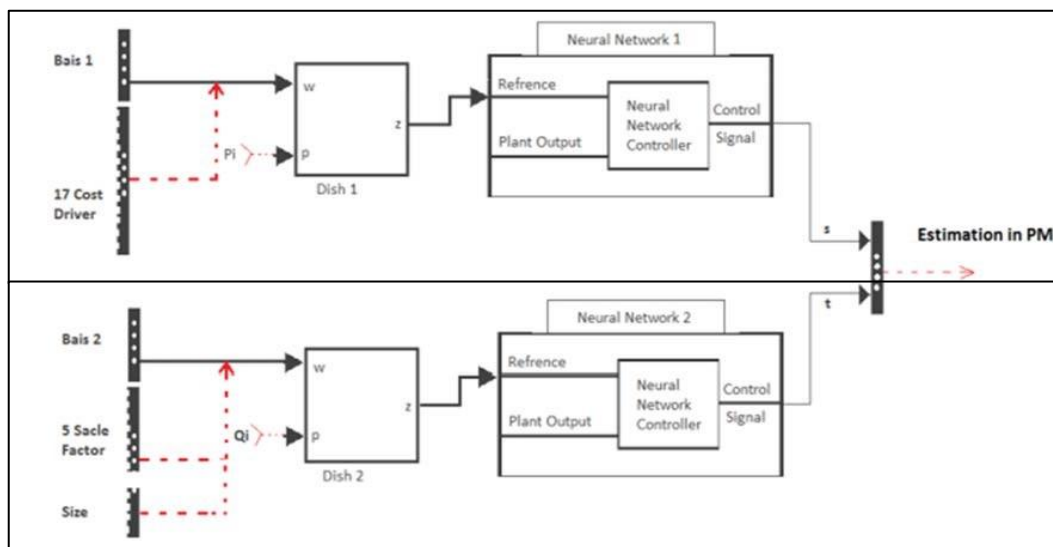 Neural Network 1
Bais 1
w
Refrence
Neural
Network
Controller
Control
Signal
z
Plant Output
Pi
p
Dish 1
17 Cost
Driver
s
Estimation in PM
t
Neural Network 2
Bais 2
w
Refrence
Neural
Network
Controller
Control
Signal
z
Plant Output
5 Sacle
Factor
Qi
p
Dish 2
Size